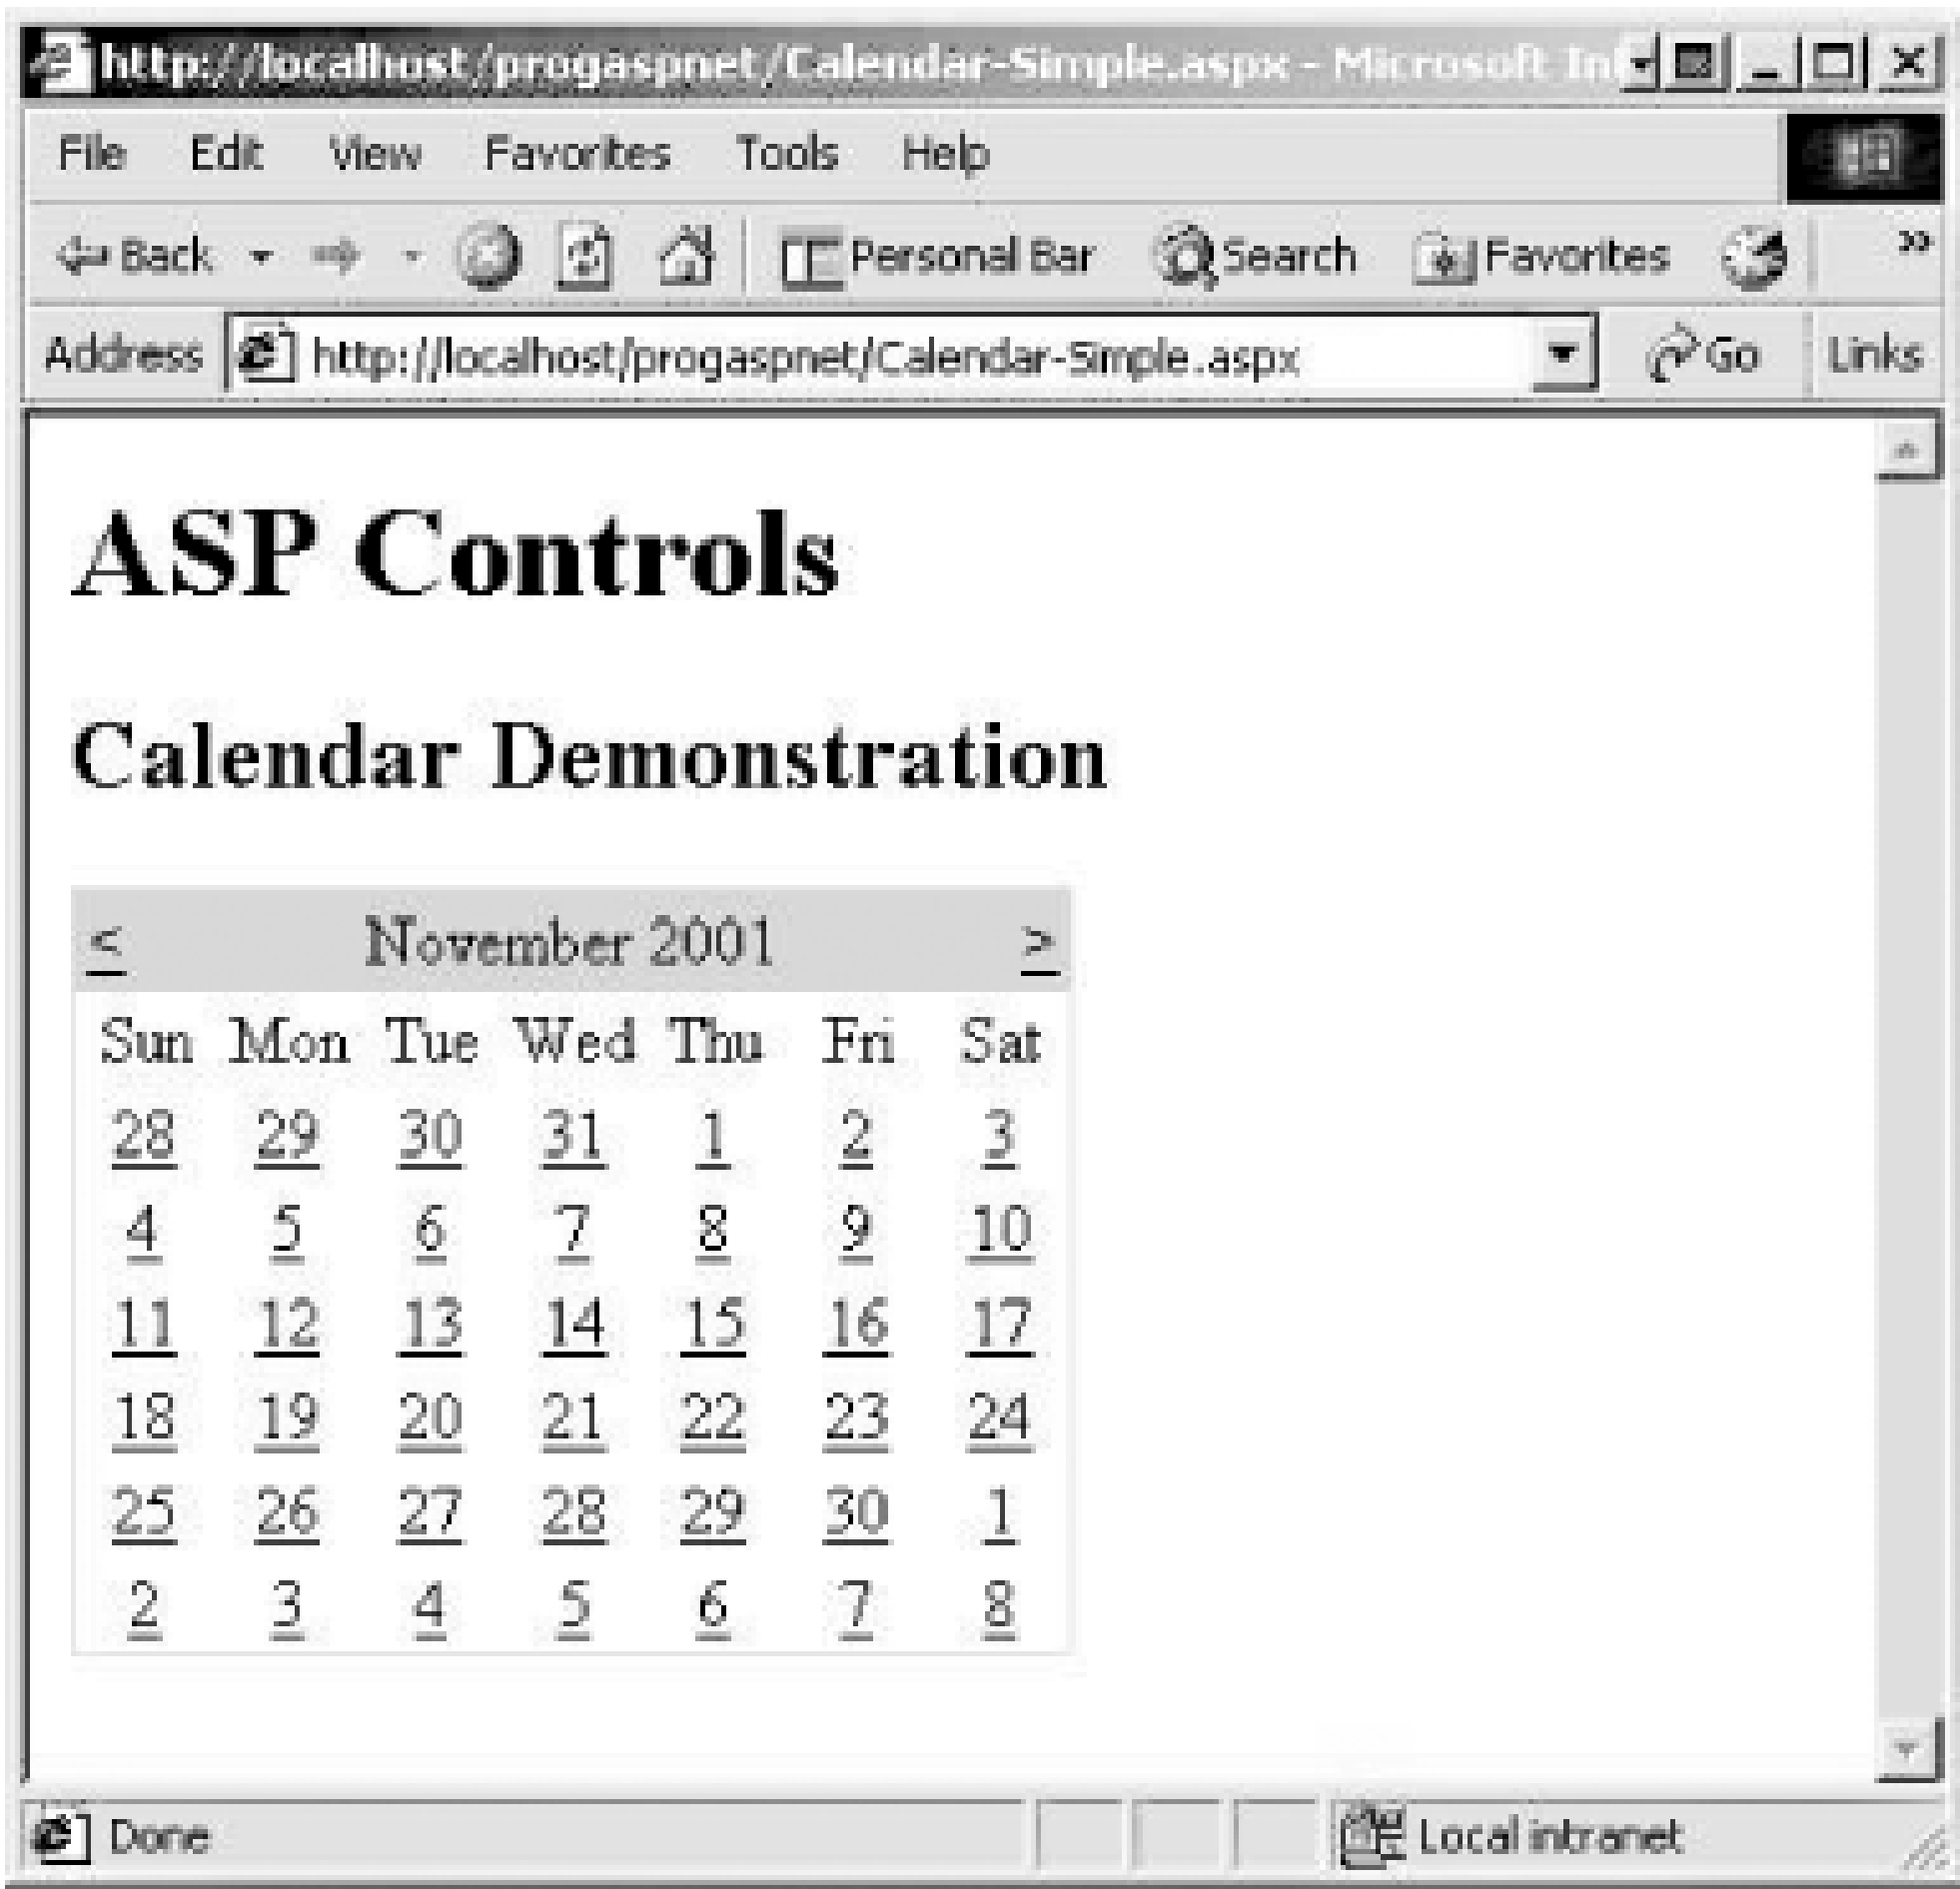 http://localhost/progaspnet/Calendar-Simple.aspx - Microsoft In
File Edit View Favorites Tools Help
Back Personal Bar Search Favorites »
Address http://localhost/progaspnet/Calendar-Simple.aspx Go Links
ASP Controls
Calendar Demonstration
< November 2001 >
Sun Mon Tue Wed Thu Fri Sat
28 29 30 31 1 2 3
4 5 6 7 8 9 10
11 12 13 14 15 16 17
18 19 20 21 22 23 24
25 26 27 28 29 30 1
2 3 4 5 6 7 8
Done Local intranet